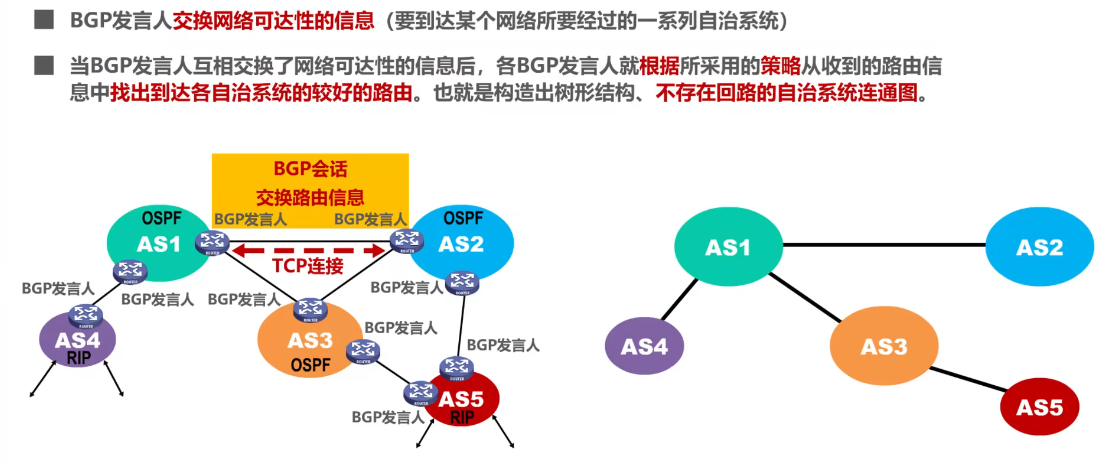 BGP发言人交换网络可达性的信息（要到达某个网络所要经过的一系列自治系统）
当BGP发言人互相交换了网络可达性的信息后，各BGP发言人就根据所采用的策略从收到的路由信
息中找出到达各自治系统的较好的路由。也就是构造出树形结构、不存在回路的自治系统连通图。
BGP会话
交换路由信息
OSPF
BGP发言人
BGP发言人
OSPF
AS1
ROUTER
ROUTER
AS2
TCP连接
ROUTER
BGP发言人
BGP发言人
BGP发言人
BGP发言人
ROUTER
ROUTER
ROUTER
AS4
RIP
AS3
OSPF
BGP发言人
ROUTER
BGP发言人
ROUTER
ROUTER
AS5
RIP
BGP发言人
AS1
AS2
AS4
AS3
AS5